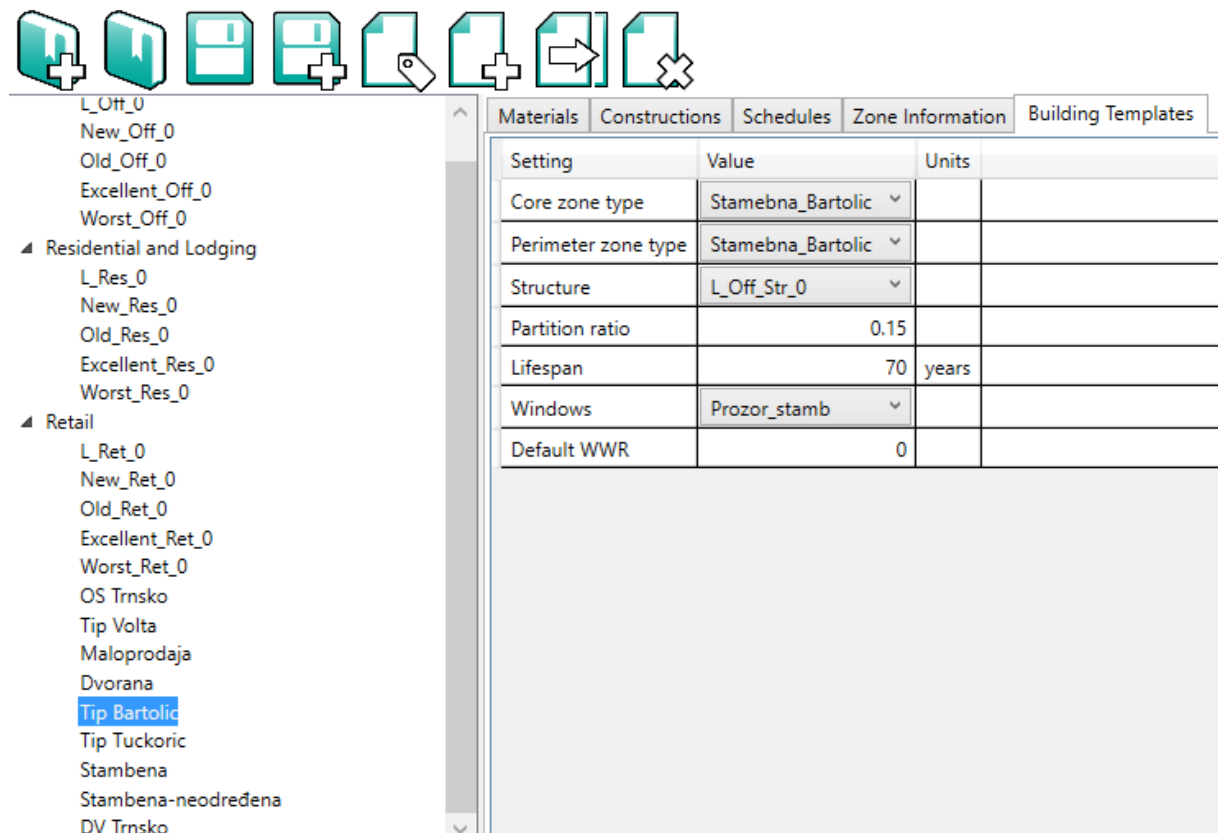 L_Off_0
New_Off_0
Old_Off_0
Excellent_Off_0
Worst_Off_0
Residential and Lodging
L_Res_0
New_Res_0
Old_Res_0
Excellent_Res_0
Worst_Res_0
Retail
L_Ret_0
New_Ret_0
Old_Ret_0
Excellent_Ret_0
Worst_Ret_0
OS Trnsko
Tip Volta
Maloprodaja
Dvorana
Tip Bartolic
Tip Tuckoric
Stambena
Stambena-neodređena
DV Trnsko
Materials Constructions Schedules Zone Information Building Templates
Setting Value Units
Core zone type Stamebna_Bartolic
Perimeter zone type Stamebna_Bartolic
Structure L_Off_Str_0
Partition ratio 0.15
Lifespan 70 years
Windows Prozor_stamb
Default WWR 0